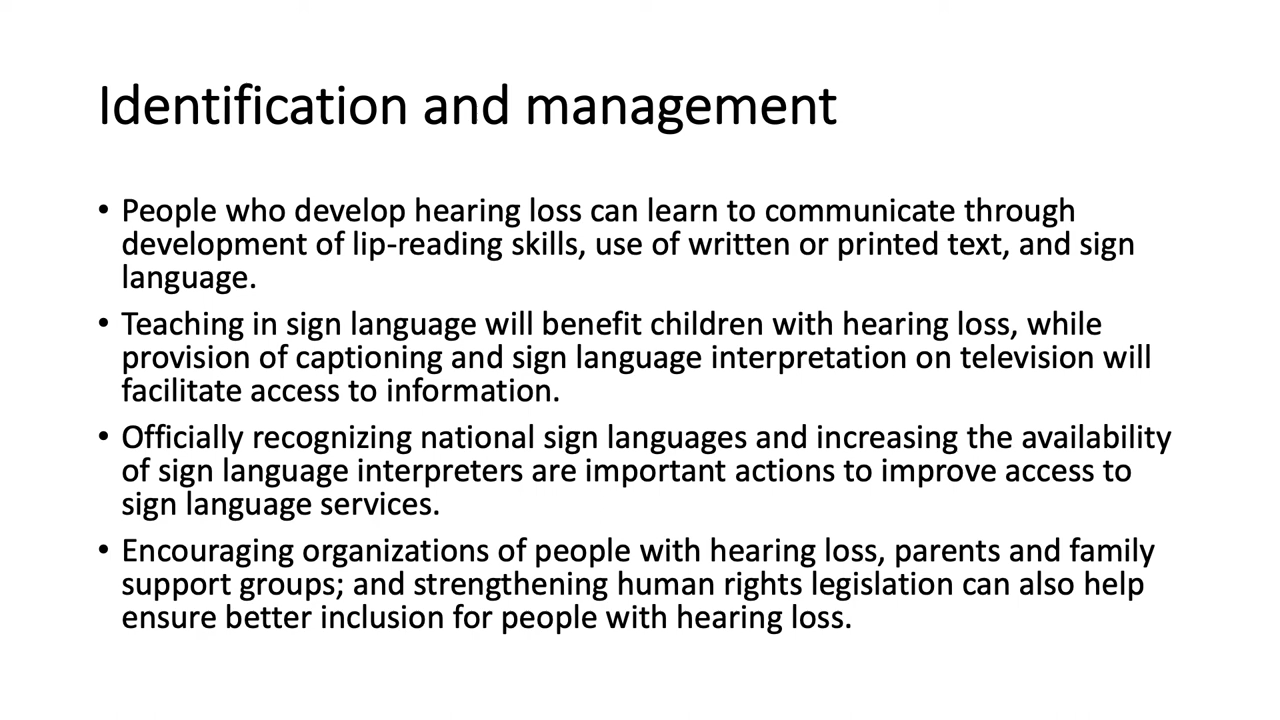 Identification and management
• People who develop hearing loss can learn to communicate through
development of lip-reading skills, use of written or printed text, and sign
language.
• Teaching in sign language will benefit children with hearing loss, while
provision of captioning and sign language interpretation on television will
facilitate access to information.
• Officially recognizing national sign languages and increasing the availability
of sign language interpreters are important actions to improve access to
sign language services.
• Encouraging organizations of people with hearing loss, parents and family
support groups; and strengthening human rights legislation can also help
ensure better inclusion for people with hearing loss.